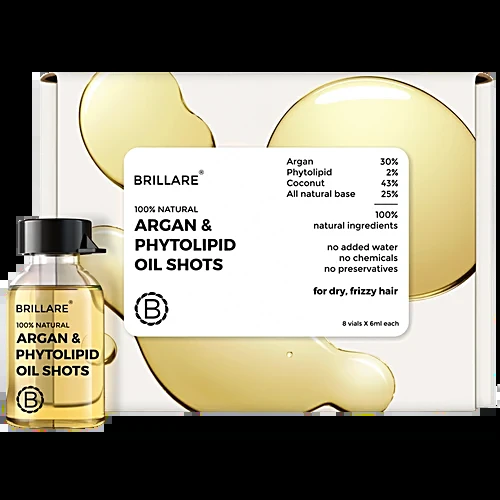 BRILLARE®
100% NATURAL
ARGAN &
PHYTOLIPID
OIL SHOTS
B
Argan 30%
Phytolipid 2%
Coconut 43%
All natural base 25%
100%
natural ingredients
no added water
no chemicals
no preservatives
for dry, frizzy hair
8 vials X 6ml each
BRILLARE®
100% NATURAL
ARGAN &
PHYTOLIPID
OIL SHOTS
B